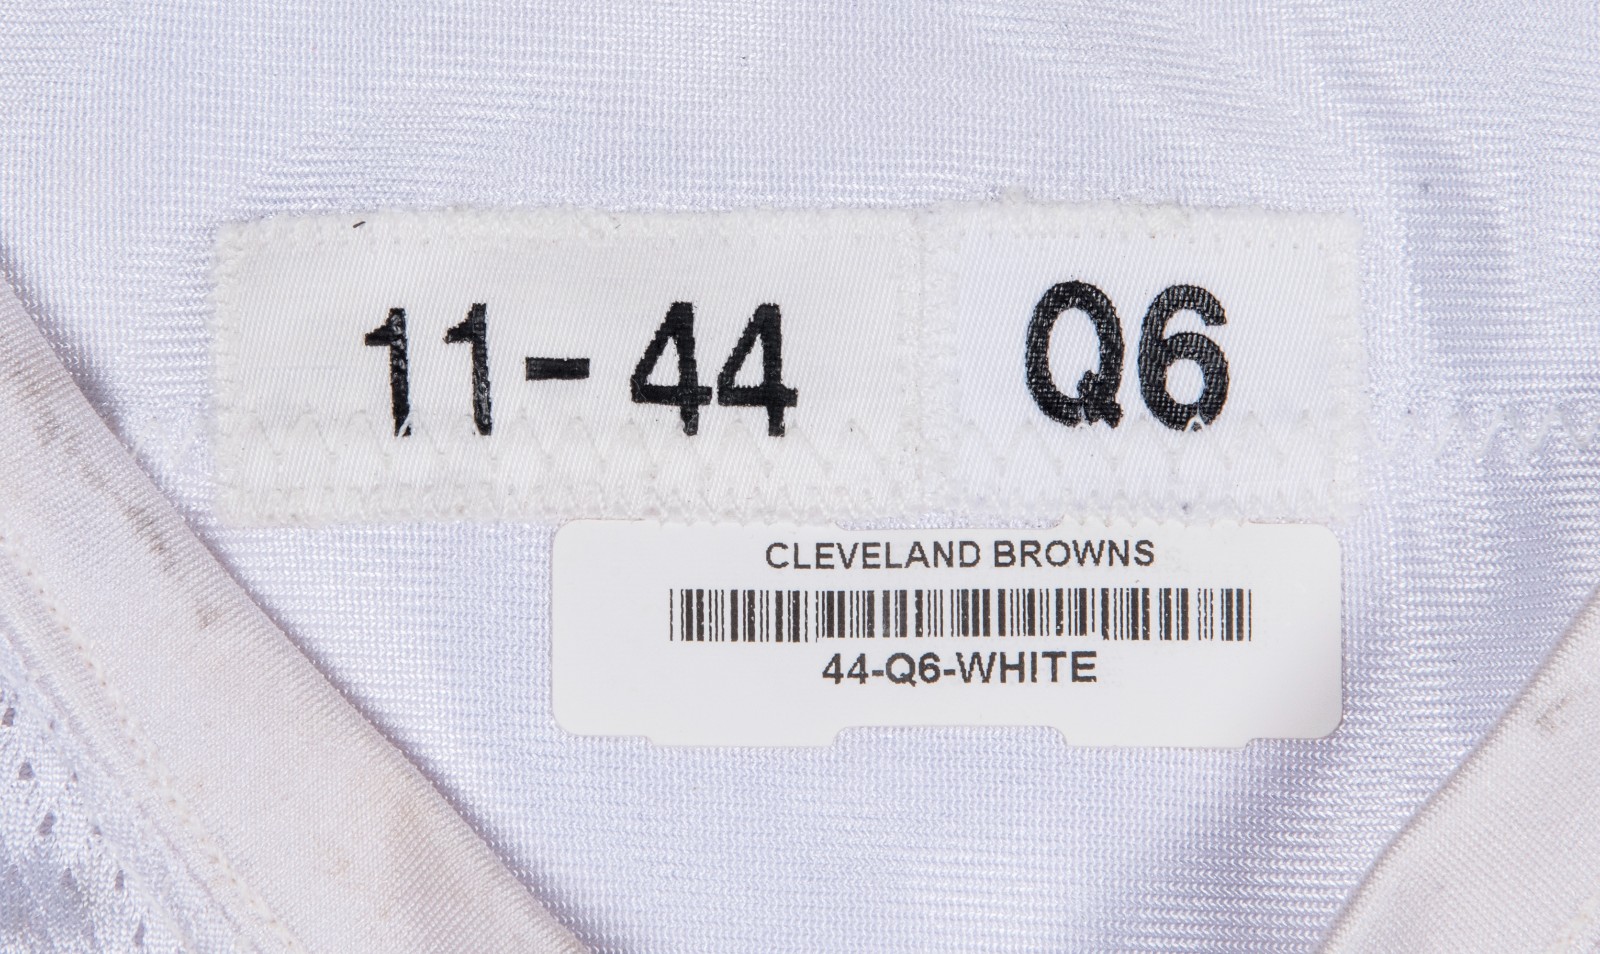 11-44 Q6
CLEVELAND BROWNS
44-Q6-WHITE